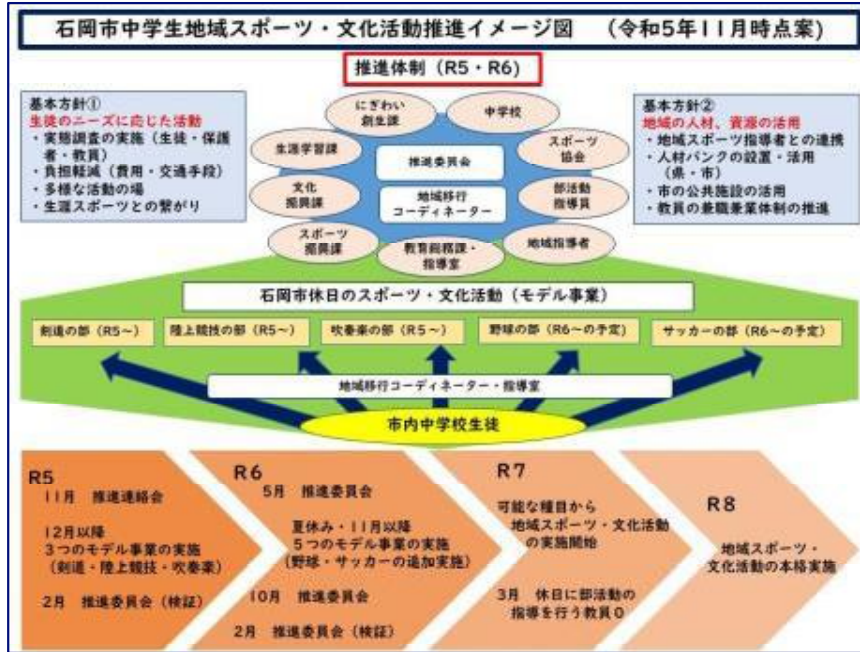 石岡市中学生地域スポーツ・文化活動推進イメージ図　（令和5年11月時点案）
推進体制（R5・R6）
基本方針①
生徒のニーズに応じた活動
・実態調査の実施（生徒・保護
者・教員）
・負担軽減（費用・交通手段）
・多様な活動の場
・生涯スポーツとの繋がり
にぎわい
創生課
中学校
生涯学習課
スポーツ
協会
推進委員会
文化
振興課
地域移行
コーディネーター
部活動
指導員
スポーツ
振興課
教育総務課・
指導室
地域指導者
基本方針②
地域の人材、資源の活用
・地域スポーツ指導者との連携
・人材バンクの設置・活用
（県・市）
・市の公共施設の活用
・教員の兼職兼業体制の推進
石岡市休日のスポーツ・文化活動（モデル事業）
剣道の部（R5～）
陸上競技の部（R5～）
吹奏楽の部（R5～）
野球の部（R6～の予定）
サッカーの部（R6～の予定）
地域移行コーディネーター・指導室
市内中学校生徒
R5
11月　推進連絡会
12月以降
3つのモデル事業の実施
（剣道・陸上競技・吹奏楽）
2月　推進委員会（検証）
R6
5月　推進委員会
夏休み・11月以降
5つのモデル事業の実施
（野球・サッカーの追加実施）
10月　推進委員会
2月　推進委員会（検証）
R7
可能な種目から
地域スポーツ・文化活動
の実施開始
3月　休日に部活動の
指導を行う教員0
R8
地域スポーツ・
文化活動の本格実施